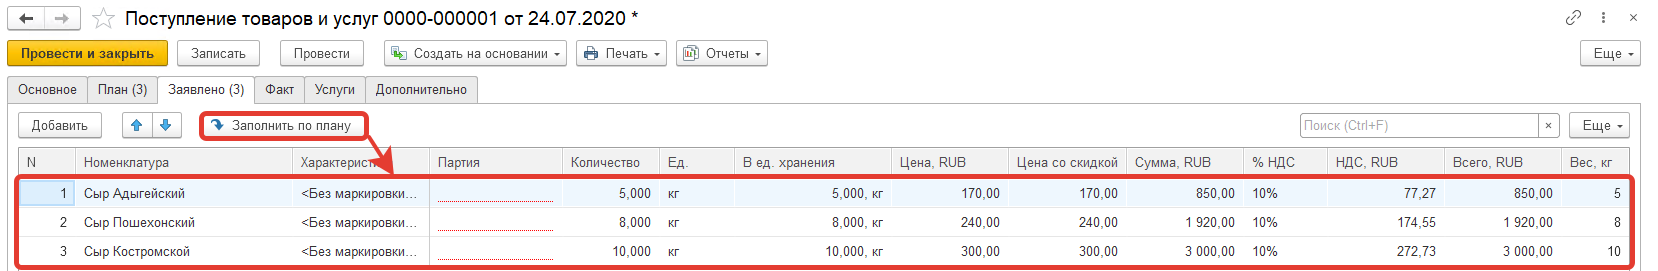 Поступление товаров и услуг 0000-000001 от 24.07.2020 *
Провести и закрыть Записать Провести Создать на основании Печать Отчеты Еще
Основное План (3) Заявлено (3) Факт Услуги Дополнительно
Добавить Заполнить по плану Поиск (Ctrl+F) × Еще
N Номенклатура Партия Количество Ед. В ед. хранения Цена, RUB Цена со скидкой Сумма, RUB % НДС НДС, RUB Всего, RUB Вес, кг
1 Сыр Адыгейский <Без маркировки... 5,000 кг 5,000, кг 170,00 170,00 850,00 10% 77,27 850,00 5
2 Сыр Пошехонский <Без маркировки... 8,000 кг 8,000, кг 240,00 240,00 1 920,00 10% 174,55 1 920,00 8
3 Сыр Костромской <Без маркировки... 10,000 кг 10,000, кг 300,00 300,00 3 000,00 10% 272,73 3 000,00 10